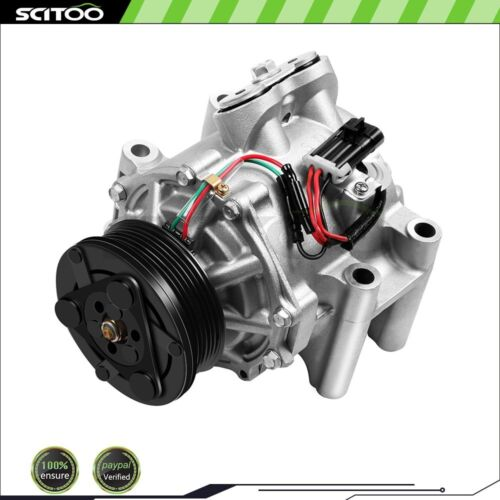 SCITOO
100%
ensure
paypal
Verified